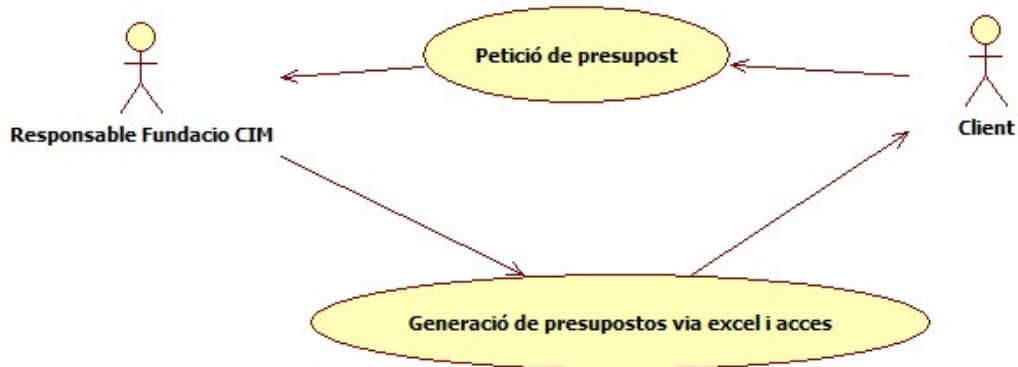 Petició de presupost
Responsable Fundacio CIM
Client
Generació de presupostos via excel i acces